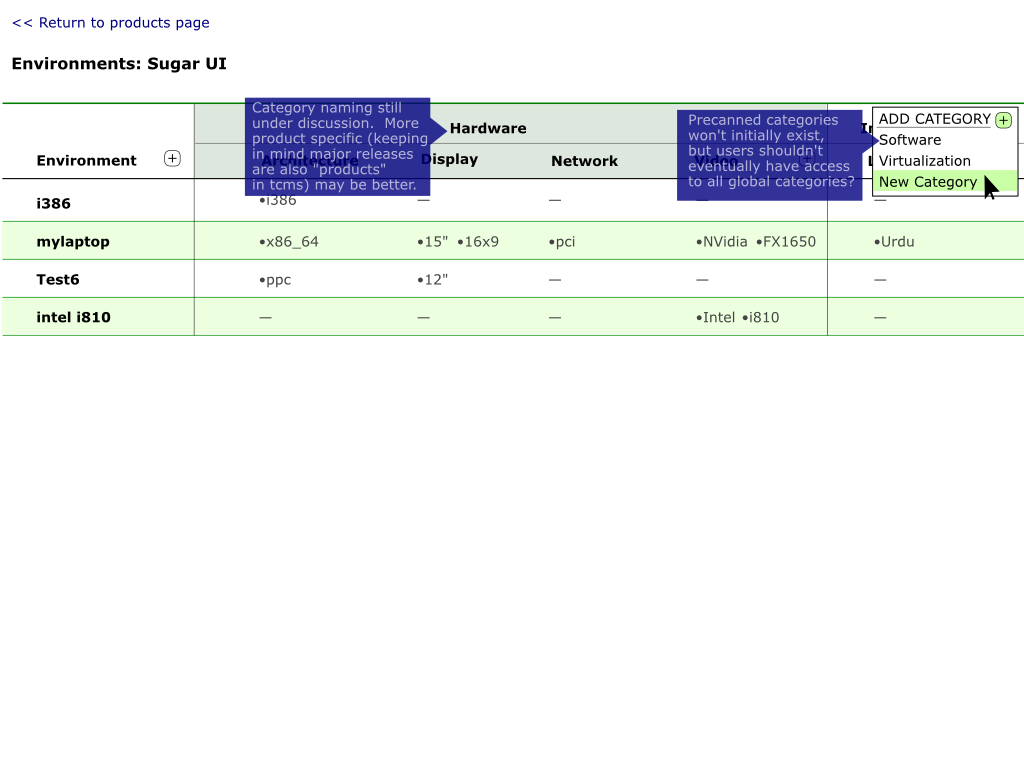 << Return to products page
Environments: Sugar UI
Category naming still
under discussion. More
product specific (keeping
in mind major releases
are also "products"
in tcms) may be better.
Hardware
Precanned categories
won't initially exist,
but users shouldn't
eventually have access
to all global categories?
ADD CATEGORY +
Software
Virtualization
New Category
Environment +
Architecture Display Network Video +
i386 •i386 — — — —
mylaptop •x86_64 •15" •16x9 •pci •NVidia •FX1650 •Urdu
Test6 •ppc •12" — — —
intel i810 — — — •Intel •i810 —